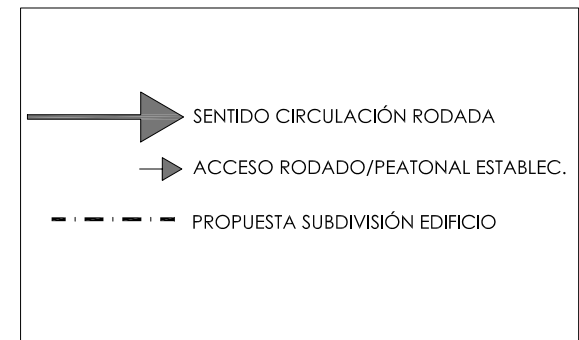 SENTIDO CIRCULACIÓN RODADA
ACCESO RODADO/PEATONAL ESTABLEC.
PROPUESTA SUBDIVISIÓN EDIFICIO